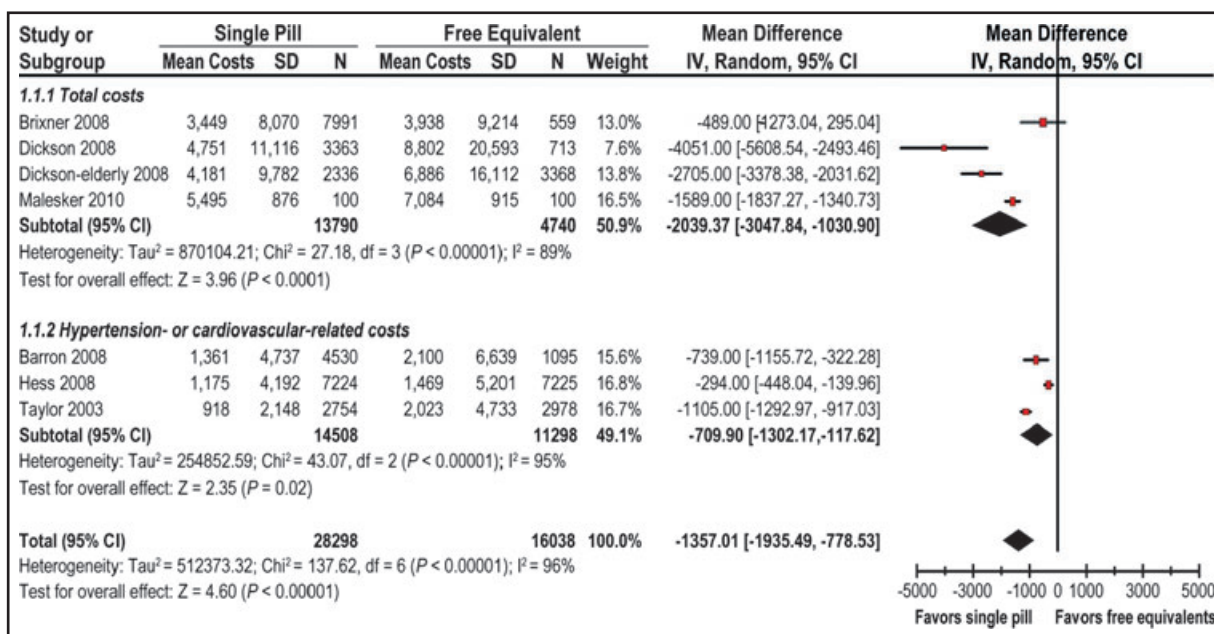 Study or Single Pill Free Equivalent Mean Difference Mean Difference
Subgroup Mean Costs SD N Mean Costs SD N Weight IV, Random, 95% CI IV, Random, 95% CI
1.1.1 Total costs
Brixner 2008 3,449 8,070 7991 3,938 9,214 559 13.0% -489.00 [-1273.04, 295.04]
Dickson 2008 4,751 11,116 3363 8,802 20,593 713 7.6% -4051.00 [-5608.54, -2493.46]
Dickson-elderly 2008 4,181 9,782 2336 6,886 16,112 3368 13.8% -2705.00 [-3378.38, -2031.62]
Malesker 2010 5,495 876 100 7,084 915 100 16.5% -1589.00 [-1837.27, -1340.73]
Subtotal (95% CI) 13790 4740 50.9% -2039.37 [-3047.84, -1030.90]
Heterogeneity: Tau² = 870104.21; Chi² = 27.18, df = 3 (P < 0.00001); I² = 89%
Test for overall effect: Z = 3.96 (P < 0.0001)
1.1.2 Hypertension- or cardiovascular-related costs
Barron 2008 1,361 4,737 4530 2,100 6,639 1095 15.6% -739.00 [-1155.72, -322.28]
Hess 2008 1,175 4,192 7224 1,469 5,201 7225 16.8% -294.00 [-448.04, -139.96]
Taylor 2003 918 2,148 2754 2,023 4,733 2978 16.7% -1105.00 [-1292.97, -917.03]
Subtotal (95% CI) 14508 11298 49.1% -709.90 [-1302.17,-117.62]
Heterogeneity: Tau² = 254852.59; Chi² = 43.07, df = 2 (P < 0.00001); I² = 95%
Test for overall effect: Z = 2.35 (P = 0.02)
Total (95% CI) 28298 16038 100.0% -1357.01 [-1935.49, -778.53]
Heterogeneity: Tau² = 512373.32; Chi² = 137.62, df = 6 (P < 0.00001); I² = 96%
Test for overall effect: Z = 4.60 (P < 0.00001)
-5000 -3000 -1000 0 1000 3000 5000
Favors single pill Favors free equivalents